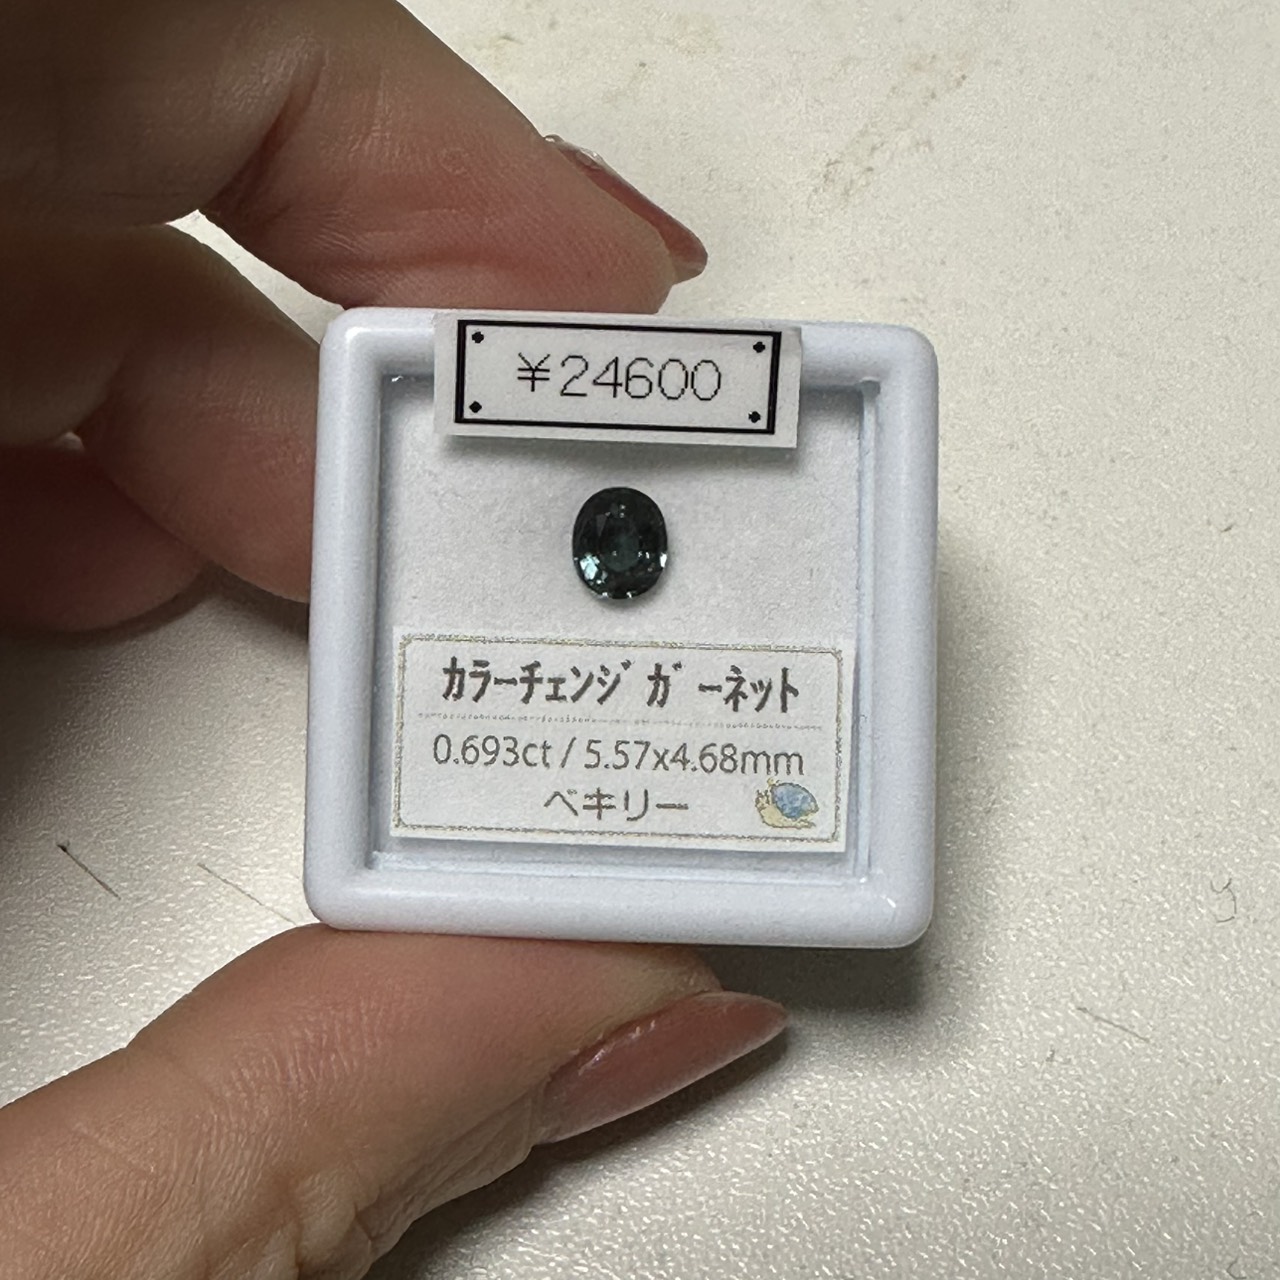 ¥24600
カラーチェンジガーネット
0.693ct / 5.57x4.68mm
ベキリー